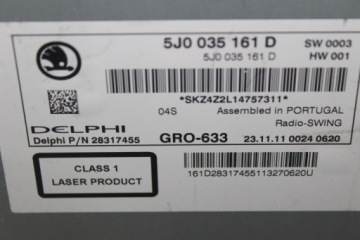 5J0 035 161 D SW 0003
5J0 035 161 D HW 001
*SKZ4Z2L14757311*
04S Assembled in PORTUGAL
Radio-SWING
DELPHI
Delphi P/N 28317455 GRO-633 23.11.11 0024 0620
CLASS 1
LASER PRODUCT
161D28317455113270620U